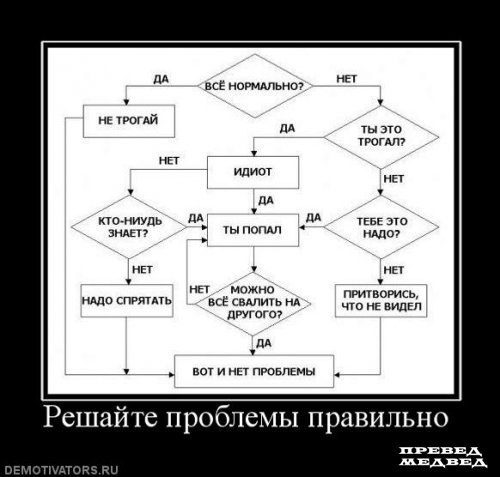 ДА
ВСЁ НОРМАЛЬНО?
НЕТ
НЕ ТРОГАЙ
ДА
ТЫ ЭТО
ТРОГАЛ?
НЕТ
ИДИОТ
НЕТ
ДА
КТО-НИУДЬ
ЗНАЕТ?
ДА
ТЫ ПОПАЛ
ДА
ТЕБЕ ЭТО
НАДО?
НЕТ
НЕТ
НАДО СПРЯТАТЬ
НЕТ
МОЖНО
ВСЁ СВАЛИТЬ НА
ДРУГОГО?
ПРИТВОРИСЬ,
ЧТО НЕ ВИДЕЛ
ДА
ВОТ И НЕТ ПРОБЛЕМЫ
Решайте проблемы правильно
ПРЕВЕД
МЕДВЕД
DEMOTIVATORS.RU